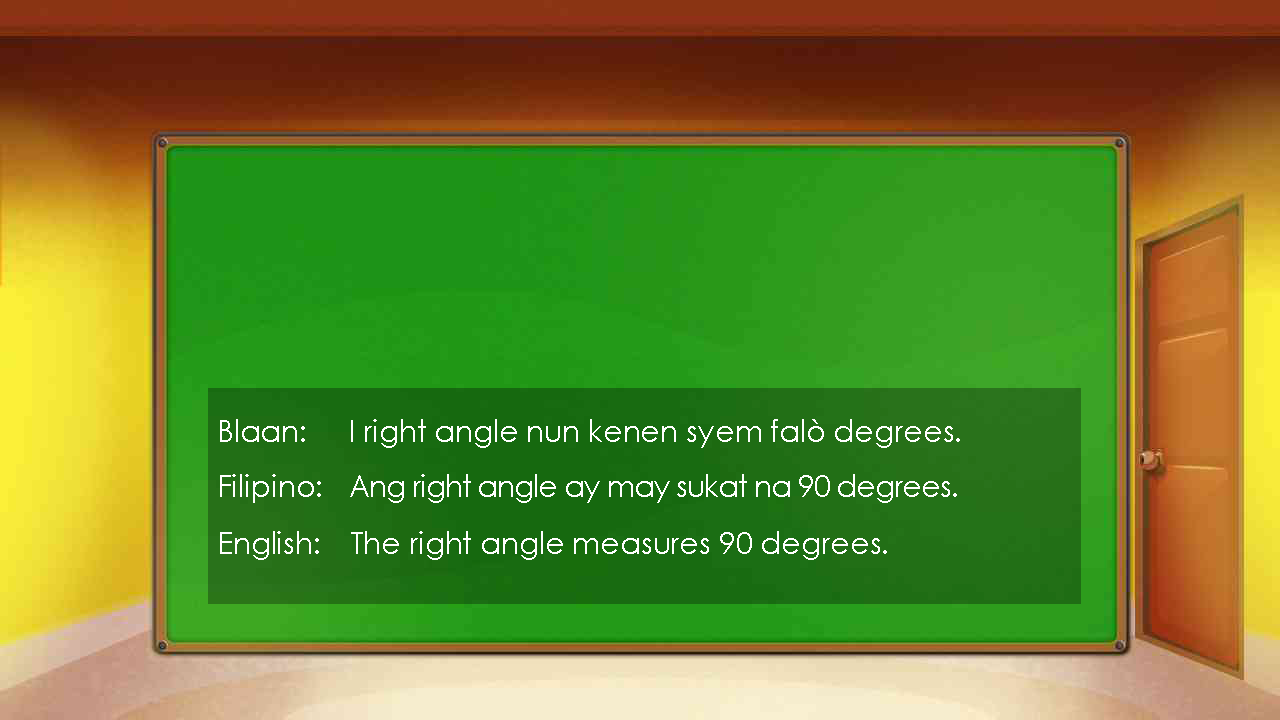 Blaan: I right angle nun kenen syem falò degrees.
Filipino: Ang right angle ay may sukat na 90 degrees.
English: The right angle measures 90 degrees.